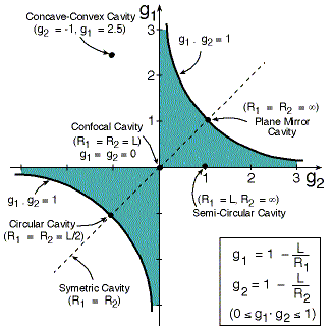 Concave-Convex Cavity
(g₂ = -1, g₁ = 2.5)
g₁
3
g₁ . g₂ = 1
2
(R₁ = R₂ = ∞)
Plane Mirror
Cavity
1
Confocal Cavity
(R₁ = R₂ = L)
g₁ = g₂ = 0
0
1
2
3
g₂
(R₁ = L, R₂ = ∞)
Semi-Circular Cavity
g₁ . g₂ = 1
Circular Cavity
(R₁ = R₂ = L/2)
Symetric Cavity
(R₁ = R₂)
g₁ = 1 - L/R₁
g₂ = 1 - L/R₂
(0 ≤ g₁· g₂ ≤ 1)